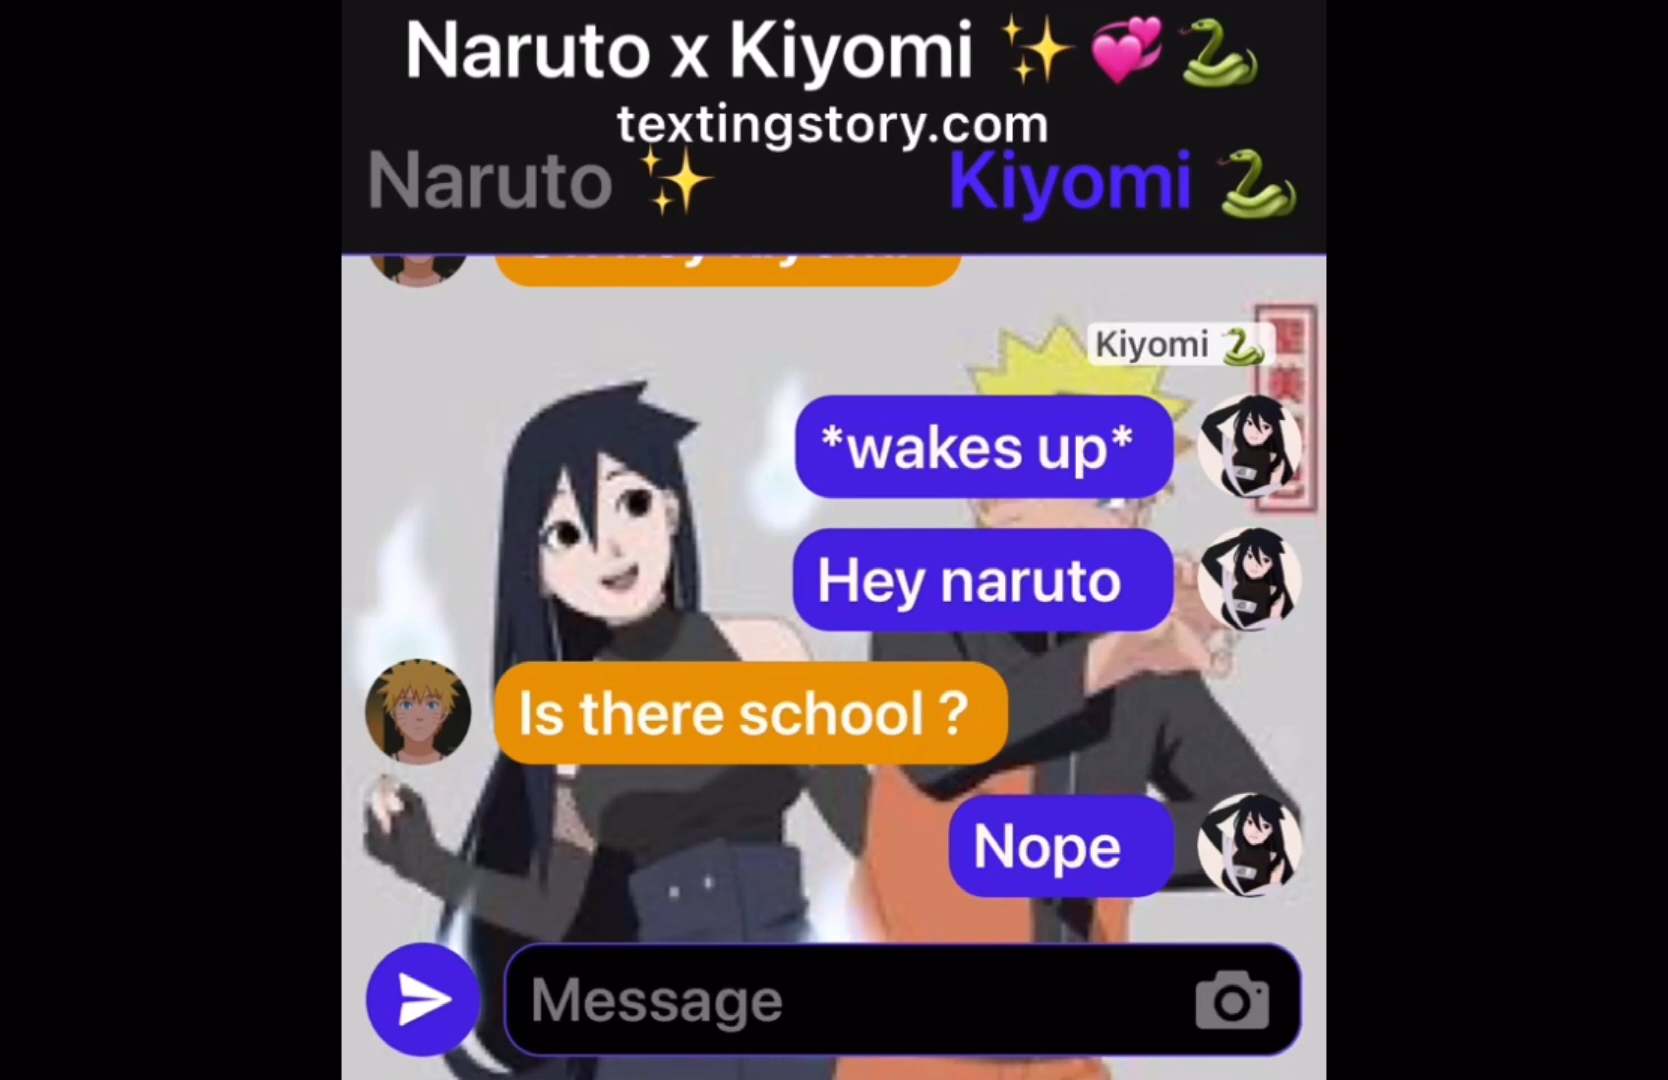 Naruto x Kiyomi ✨💞🐍
textingstory.com
Naruto ✨
Kiyomi 🐍
Kiyomi 🐍
*wakes up*
Hey naruto
Is there school ?
Nope
Message